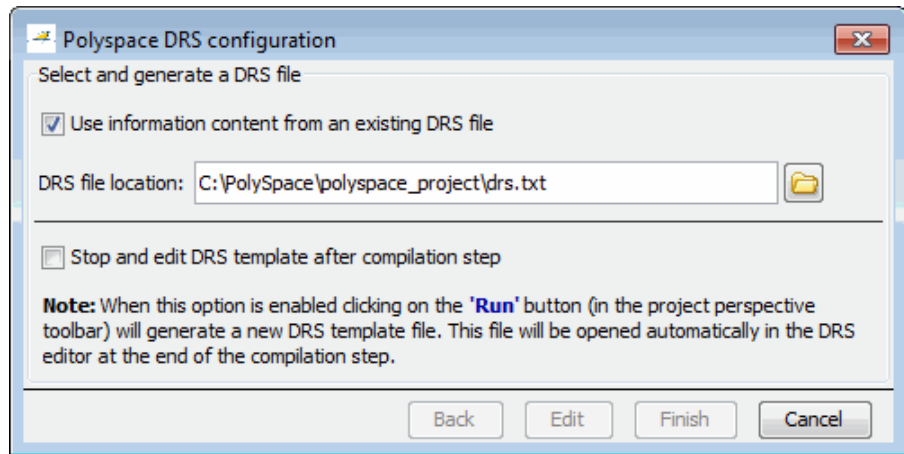 Polyspace DRS configuration
Select and generate a DRS file
Use information content from an existing DRS file
DRS file location: C:\PolySpace\polyspace_project\drs.txt
Stop and edit DRS template after compilation step
Note: When this option is enabled clicking on the 'Run' button (in the project perspective
toolbar) will generate a new DRS template file. This file will be opened automatically in the DRS
editor at the end of the compilation step.
Back Edit Finish Cancel